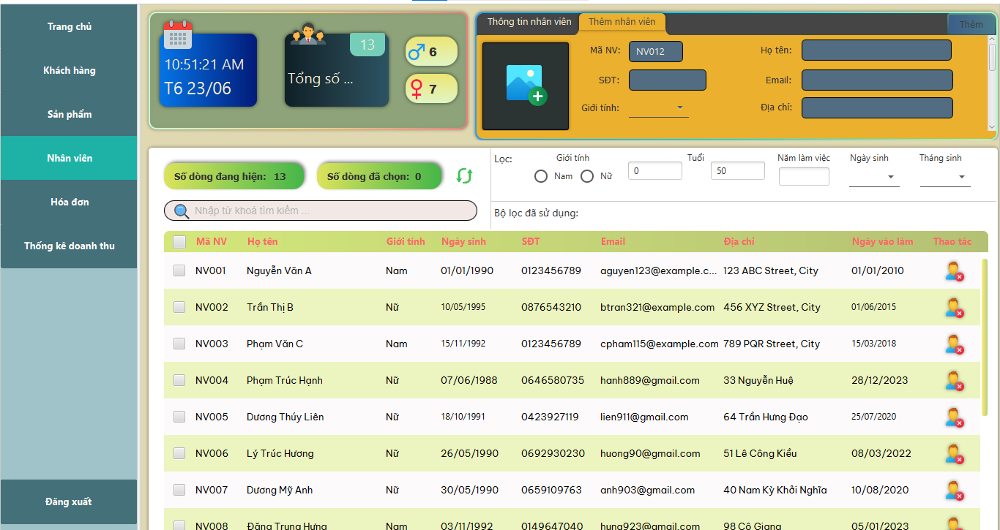 Trang chủ
Khách hàng
Sản phẩm
Nhân viên
Hóa đơn
Thống kê doanh thu
Đăng xuất
10:51:21 AM
T6 23/06
13
Tổng số ...
6
7
Thông tin nhân viên
Thêm nhân viên
Thêm
Mã NV: NV012
Họ tên:
SĐT:
Email:
Giới tính:
Địa chỉ:
Số dòng đang hiện: 13
Số dòng đã chọn: 0
Nhập từ khoá tìm kiếm ...
Lọc:
Giới tính
Nam
Nữ
Tuổi
0
50
Năm làm việc
Ngày sinh
Tháng sinh
Bộ lọc đã sử dụng:
Mã NV Họ tên Giới tính Ngày sinh SĐT Email Địa chỉ Ngày vào làm Thao tác
NV001 Nguyễn Văn A Nam 01/01/1990 0123456789 aguyen123@example.c... 123 ABC Street, City 01/01/2010
NV002 Trần Thị B Nữ 10/05/1995 0876543210 btran321@example.com 456 XYZ Street, City 01/06/2015
NV003 Phạm Văn C Nam 15/11/1992 0123456789 cpham115@example.com 789 PQR Street, City 15/03/2018
NV004 Phạm Trúc Hạnh Nữ 07/06/1988 0646580735 hanh889@gmail.com 33 Nguyễn Huệ 28/12/2023
NV005 Dương Thúy Liên Nữ 18/10/1991 0423927119 lien911@gmail.com 64 Trần Hưng Đạo 25/07/2020
NV006 Lý Trúc Hương Nữ 26/05/1990 0692930230 huong90@gmail.com 51 Lê Công Kiều 08/03/2022
NV007 Dương Mỹ Anh Nữ 30/05/1990 0659109763 anh903@gmail.com 40 Nam Kỳ Khởi Nghĩa 10/08/2020
NV008 Đặng Trung Hưng Nam 03/11/1992 0149647040 hung923@gmail.com 98 Cô Giang 05/01/2023